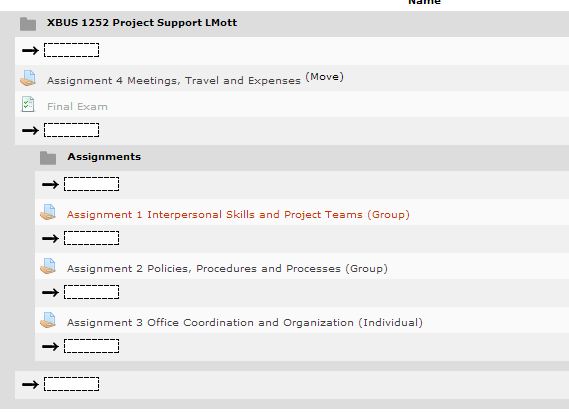 Name
XBUS 1252 Project Support LMott
Assignment 4 Meetings, Travel and Expenses (Move)
Final Exam
Assignments
Assignment 1 Interpersonal Skills and Project Teams (Group)
Assignment 2 Policies, Procedures and Processes (Group)
Assignment 3 Office Coordination and Organization (Individual)